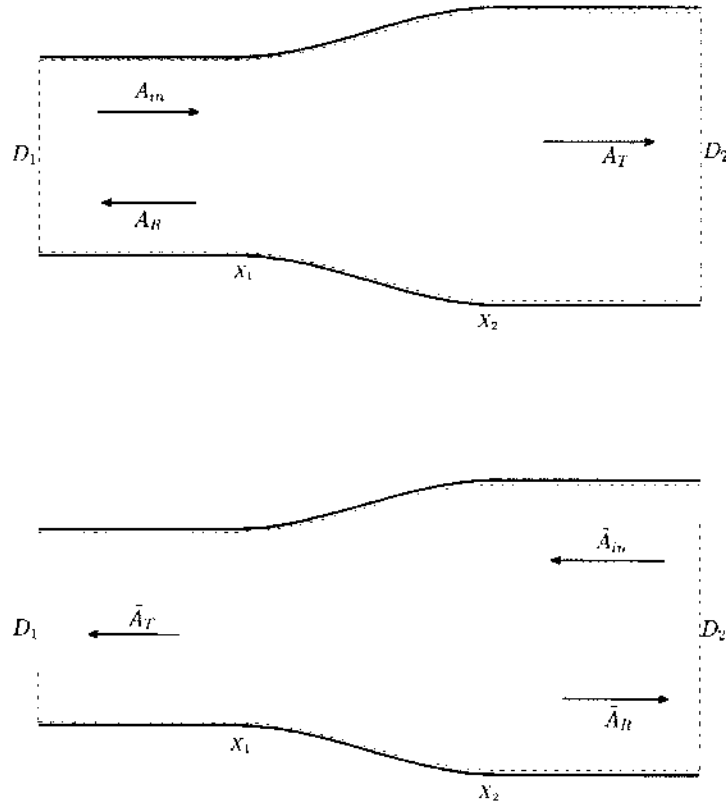 A_in
D_1
A_T
D_2
A_R
X_1
X_2
Ā_in
D_1
Ā_T
D_2
Ā_R
X_1
X_2